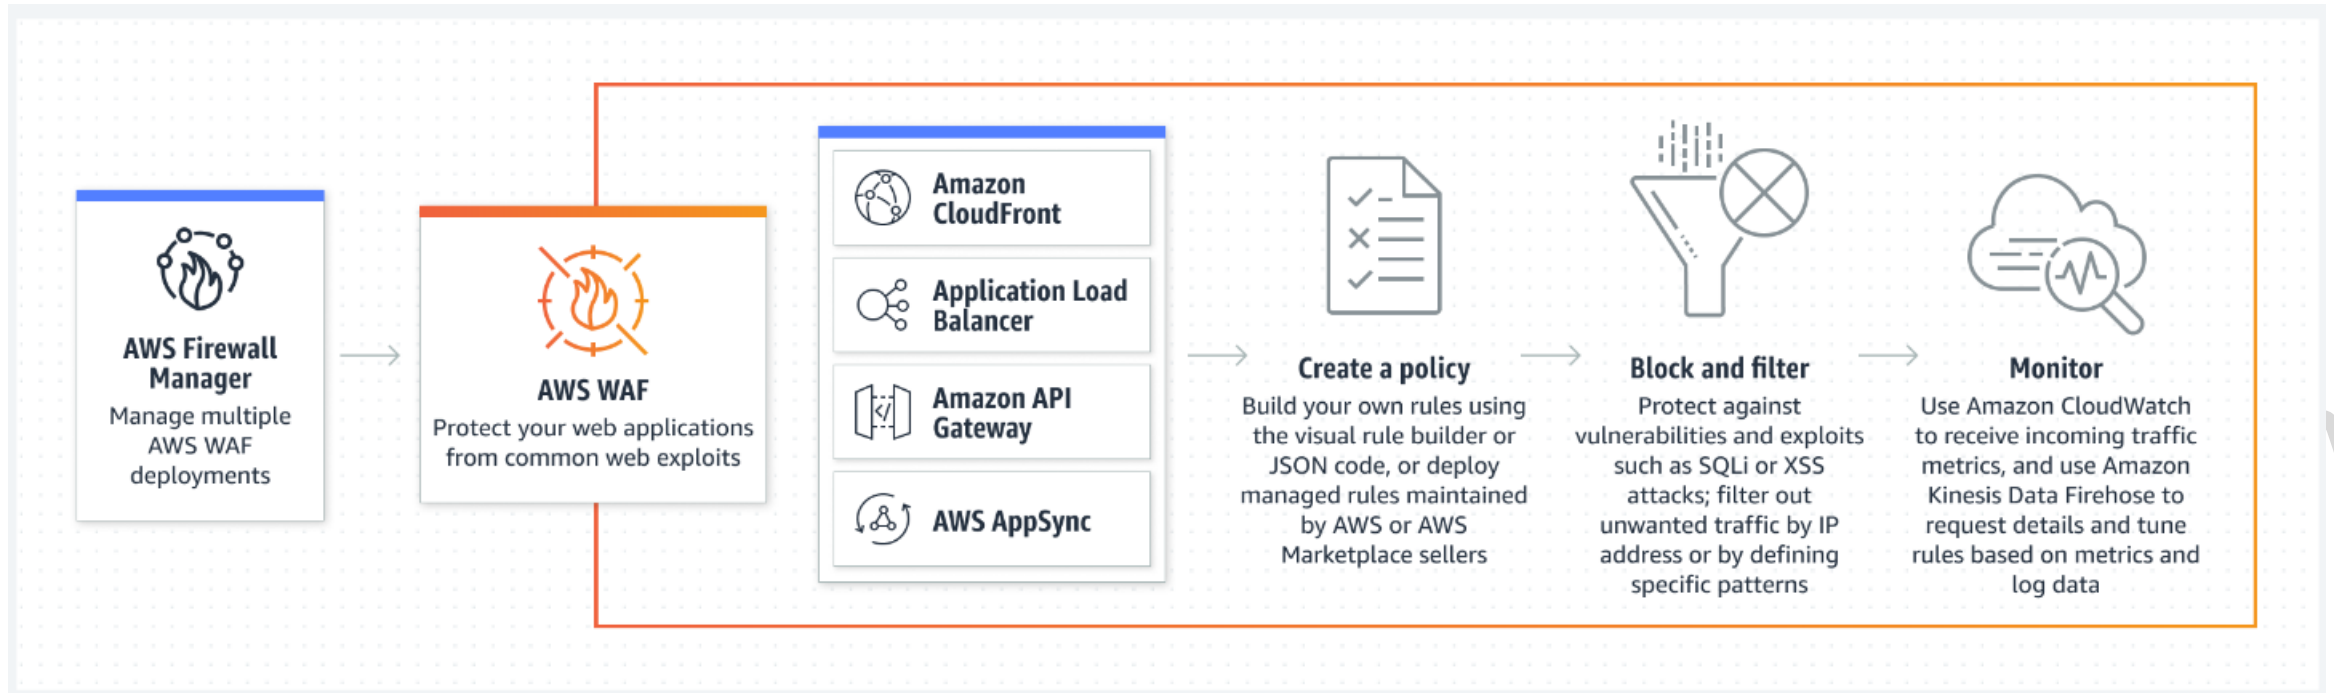 AWS Firewall
Manager
Manage multiple
AWS WAF
deployments
AWS WAF
Protect your web applications
from common web exploits
Amazon
CloudFront
Application Load
Balancer
Amazon API
Gateway
AWS AppSync
Create a policy
Build your own rules using
the visual rule builder or
JSON code, or deploy
managed rules maintained
by AWS or AWS
Marketplace sellers
Block and filter
Protect against
vulnerabilities and exploits
such as SQLi or XSS
attacks; filter out
unwanted traffic by IP
address or by defining
specific patterns
Monitor
Use Amazon CloudWatch
to receive incoming traffic
metrics, and use Amazon
Kinesis Data Firehose to
request details and tune
rules based on metrics and
log data